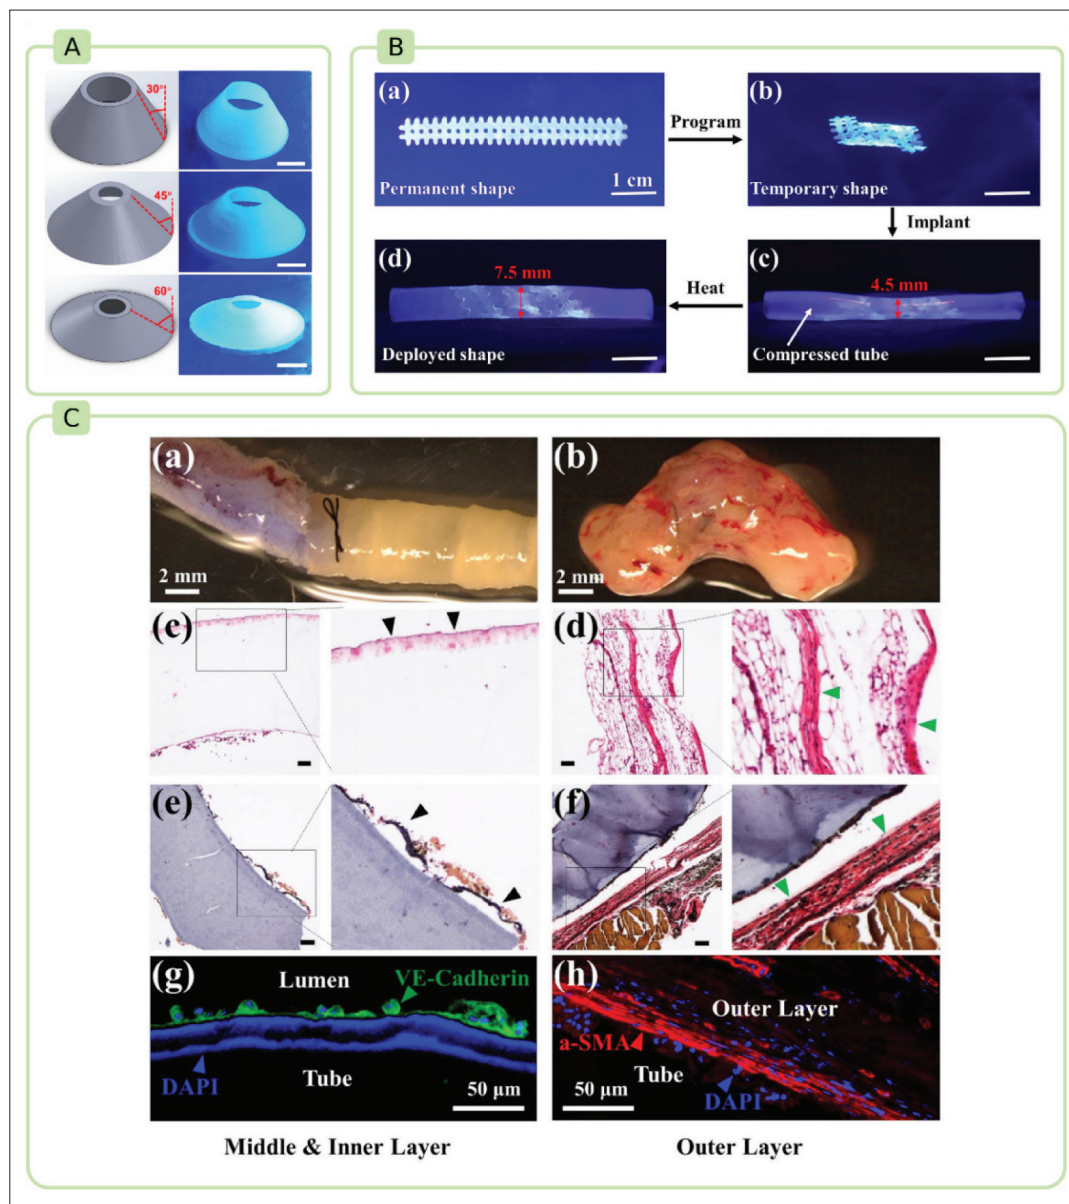 A
30°
45°
60°
B
(a)
Permanent shape
1 cm
Program
(b)
Temporary shape
Implant
(d)
7.5 mm
Deployed shape
Heat
(c)
4.5 mm
Compressed tube
C
(a)
2 mm
(b)
2 mm
(c)
(d)
(e)
(f)
(g)
Lumen
VE-Cadherin
DAPI
Tube
50 µm
(h)
Outer Layer
a-SMA
Tube
DAPI
50 µm
Middle & Inner Layer
Outer Layer